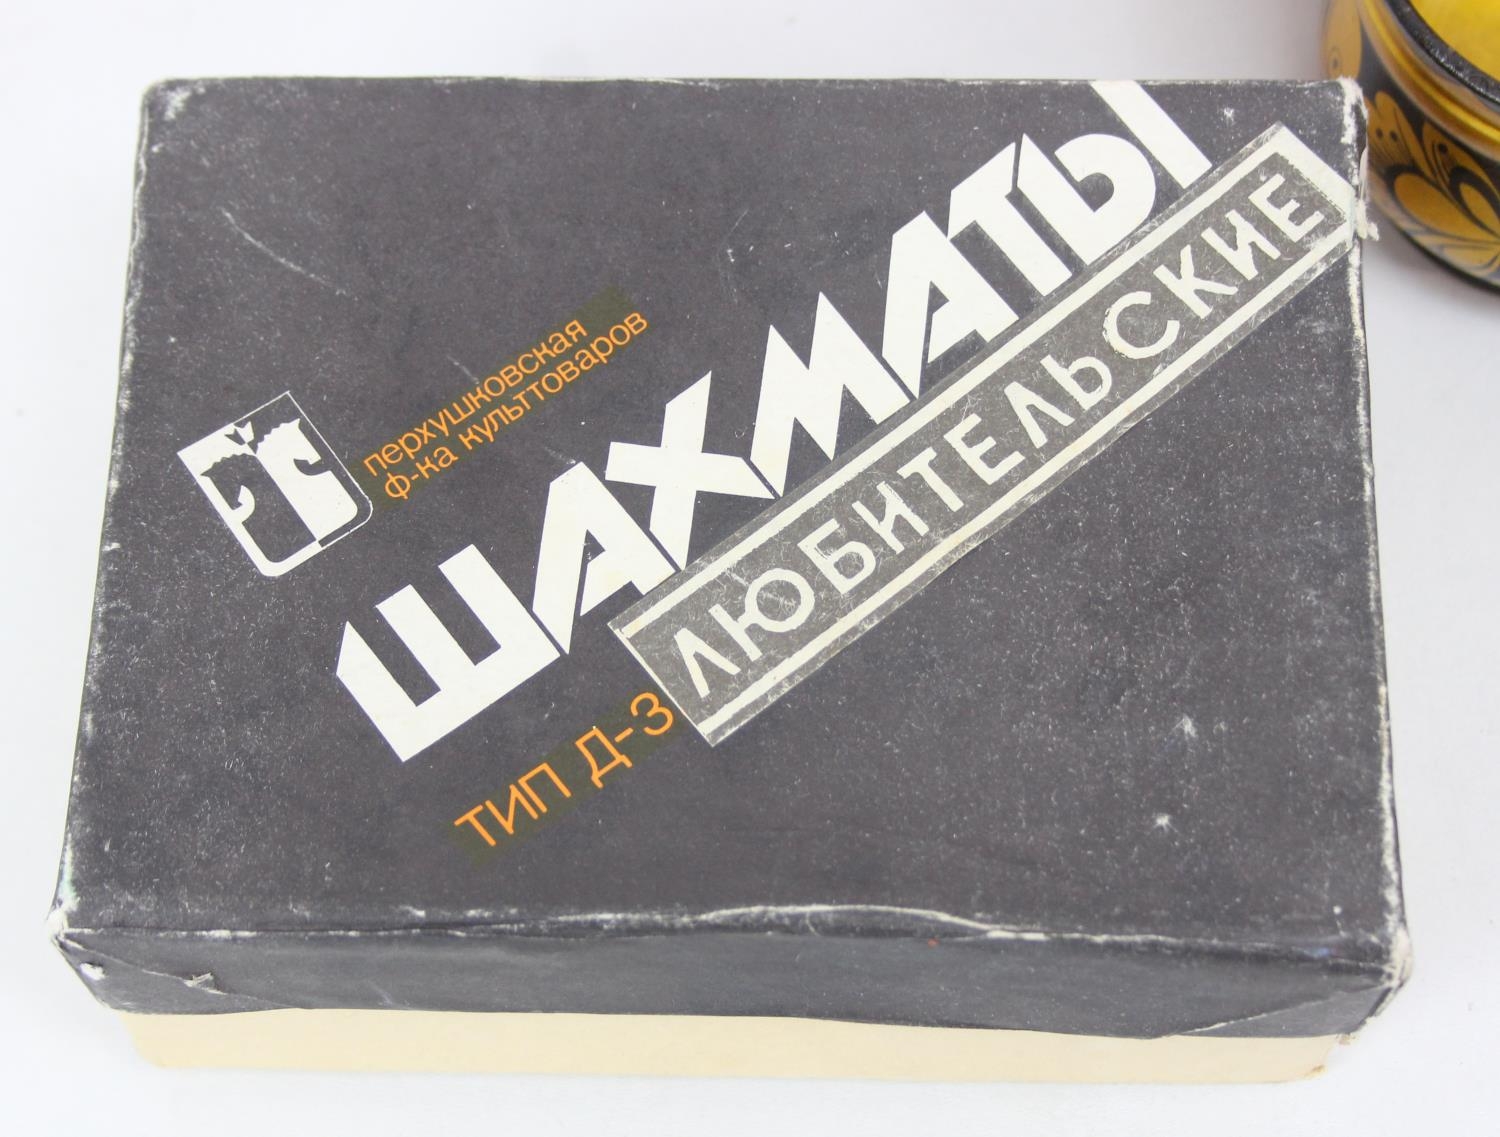 перхушковская
ф-ка культтоваров
ШАХМАТЫ
ЛЮБИТЕЛЬСКИЕ
ТИП Д-3